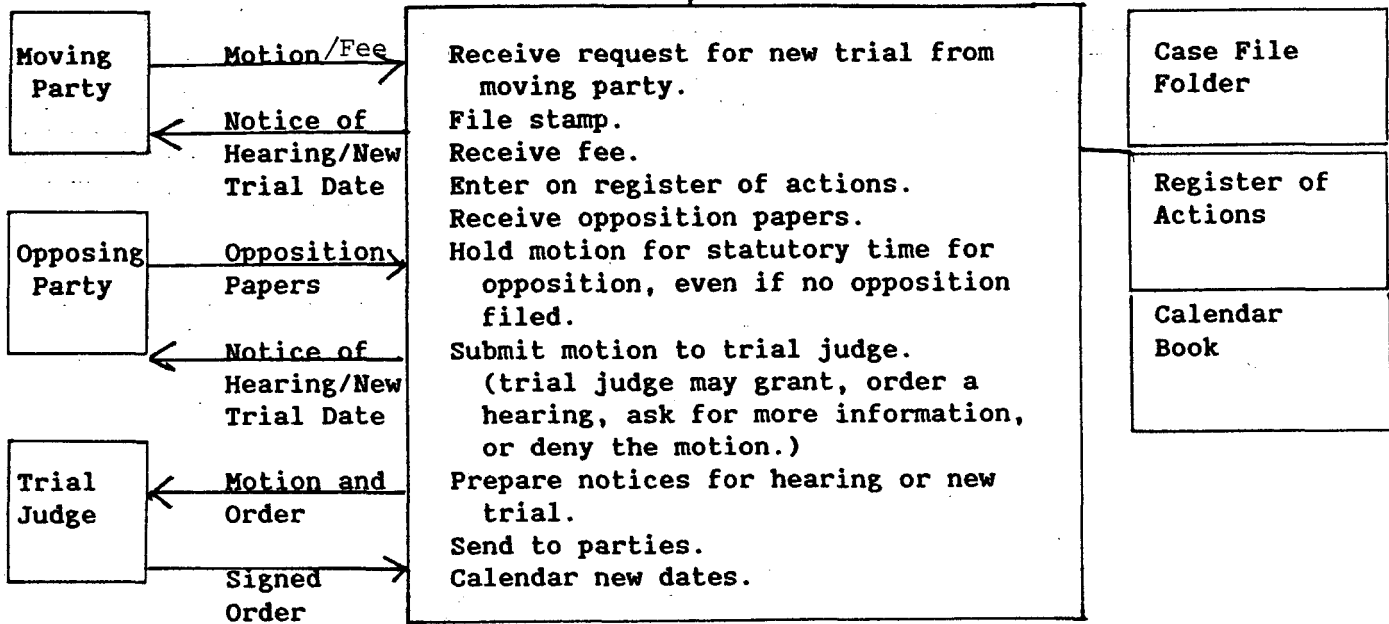 Moving
Party
Motion/Fee
Notice of
Hearing/New
Trial Date
Opposing
Party
Opposition
Papers
Notice of
Hearing/New
Trial Date
Trial
Judge
Motion and
Order
Signed
Order
Receive request for new trial from
moving party.
File stamp.
Receive fee.
Enter on register of actions.
Receive opposition papers.
Hold motion for statutory time for
opposition, even if no opposition
filed.
Submit motion to trial judge.
(trial judge may grant, order a
hearing, ask for more information,
or deny the motion.)
Prepare notices for hearing or new
trial.
Send to parties.
Calendar new dates.
Case File
Folder
Register of
Actions
Calendar
Book